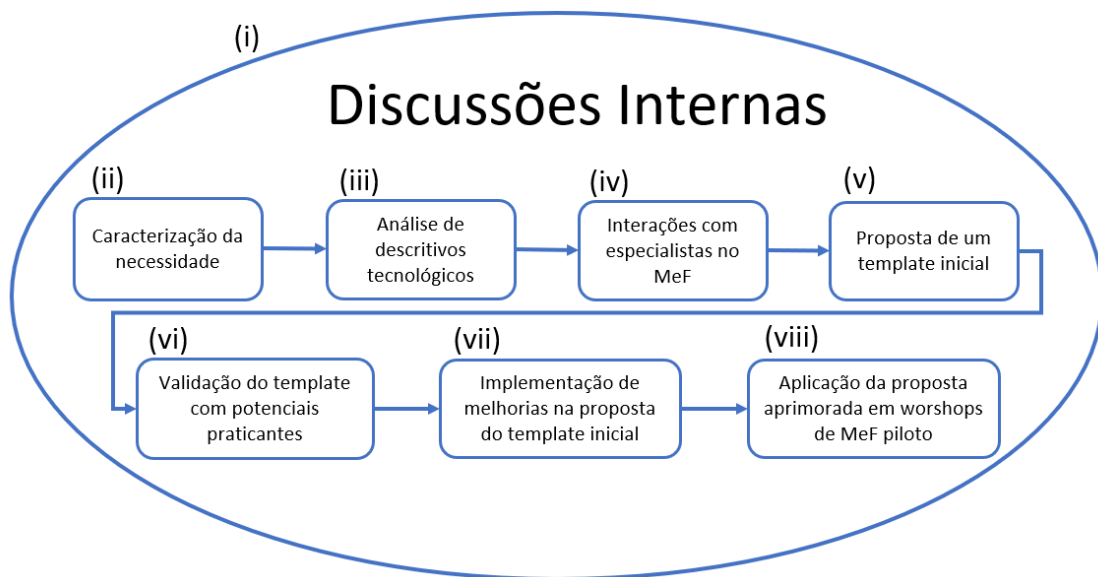 (i)
Discussões Internas
(ii)
Caracterização da
necessidade
(iii)
Análise de
descritivos
tecnológicos
(iv)
Interações com
especialistas no
MeF
(v)
Proposta de um
template inicial
(vi)
Validação do template
com potenciais
praticantes
(vii)
Implementação de
melhorias na proposta
do template inicial
(viii)
Aplicação da proposta
aprimorada em worshops
de MeF piloto